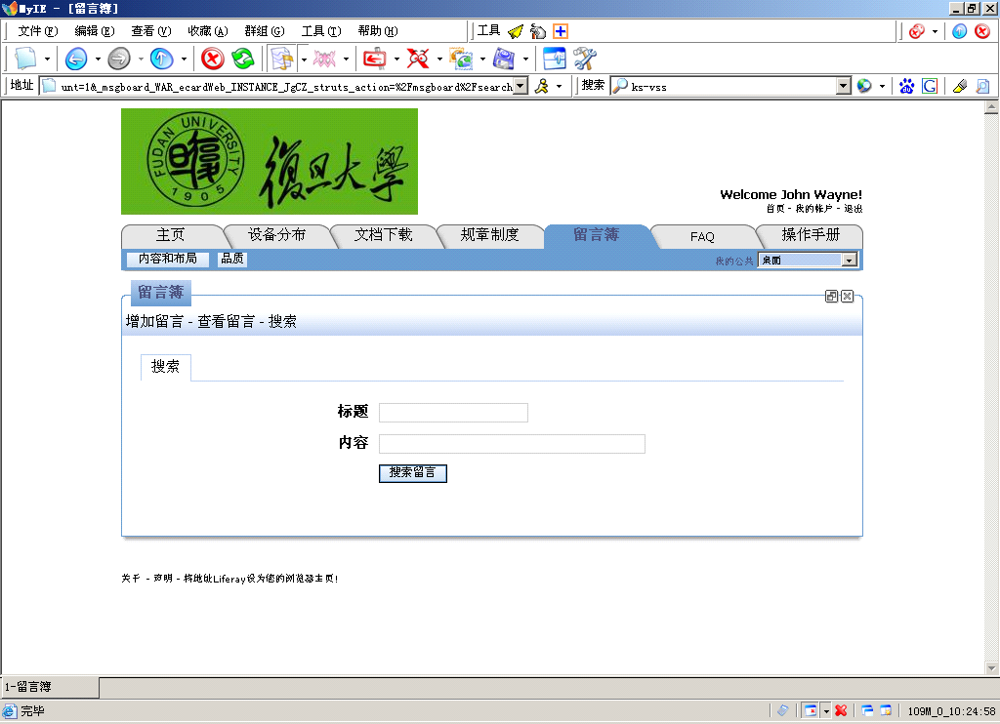 MyIE - [留言簿]
文件(F) 编辑(E) 查看(V) 收藏(A) 群组(G) 工具(T) 帮助(H) 工具
地址 unt=1&_msgboard_WAR_ecardWeb_INSTANCE_JgCZ_struts_action=%2Fmsgboard%2Fsearch 搜索 ks-vss
FUDAN UNIVERSITY
1905
復旦大學
Welcome John Wayne!
首页 - 我的帐户 - 退出
主页 设备分布 文档下载 规章制度 留言簿 FAQ 操作手册
内容和布局 品质 我的公共 桌面
留言簿
增加留言 - 查看留言 - 搜索
搜索
标题
内容
搜索留言
关于 - 声明 - 将地址Liferay设为您的浏览器主页!
1-留言簿
完毕 109M_0_10:24:58